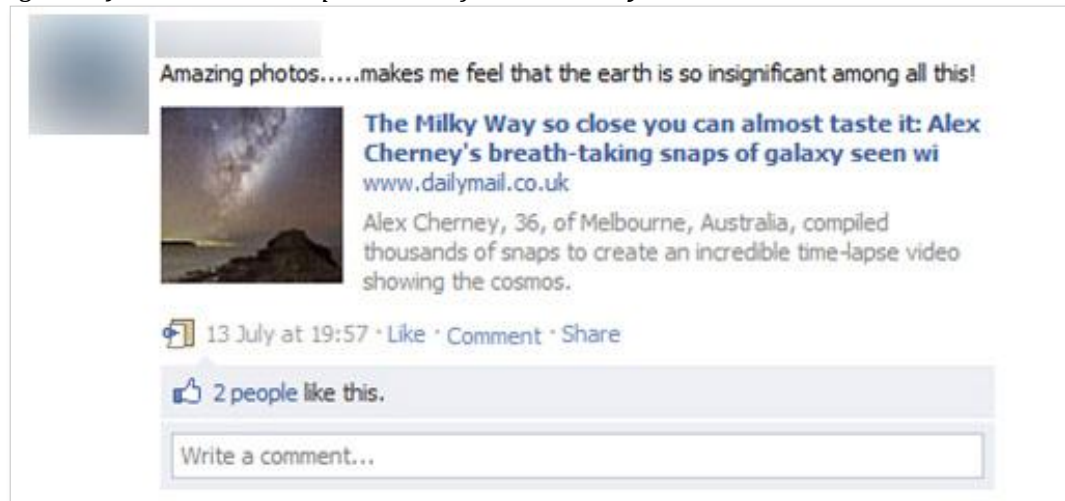 Amazing photos.....makes me feel that the earth is so insignificant among all this!
The Milky Way so close you can almost taste it: Alex
Cherney's breath-taking snaps of galaxy seen wi
www.dailymail.co.uk
Alex Cherney, 36, of Melbourne, Australia, compiled
thousands of snaps to create an incredible time-lapse video
showing the cosmos.
13 July at 19:57 · Like · Comment · Share
2 people like this.
Write a comment...